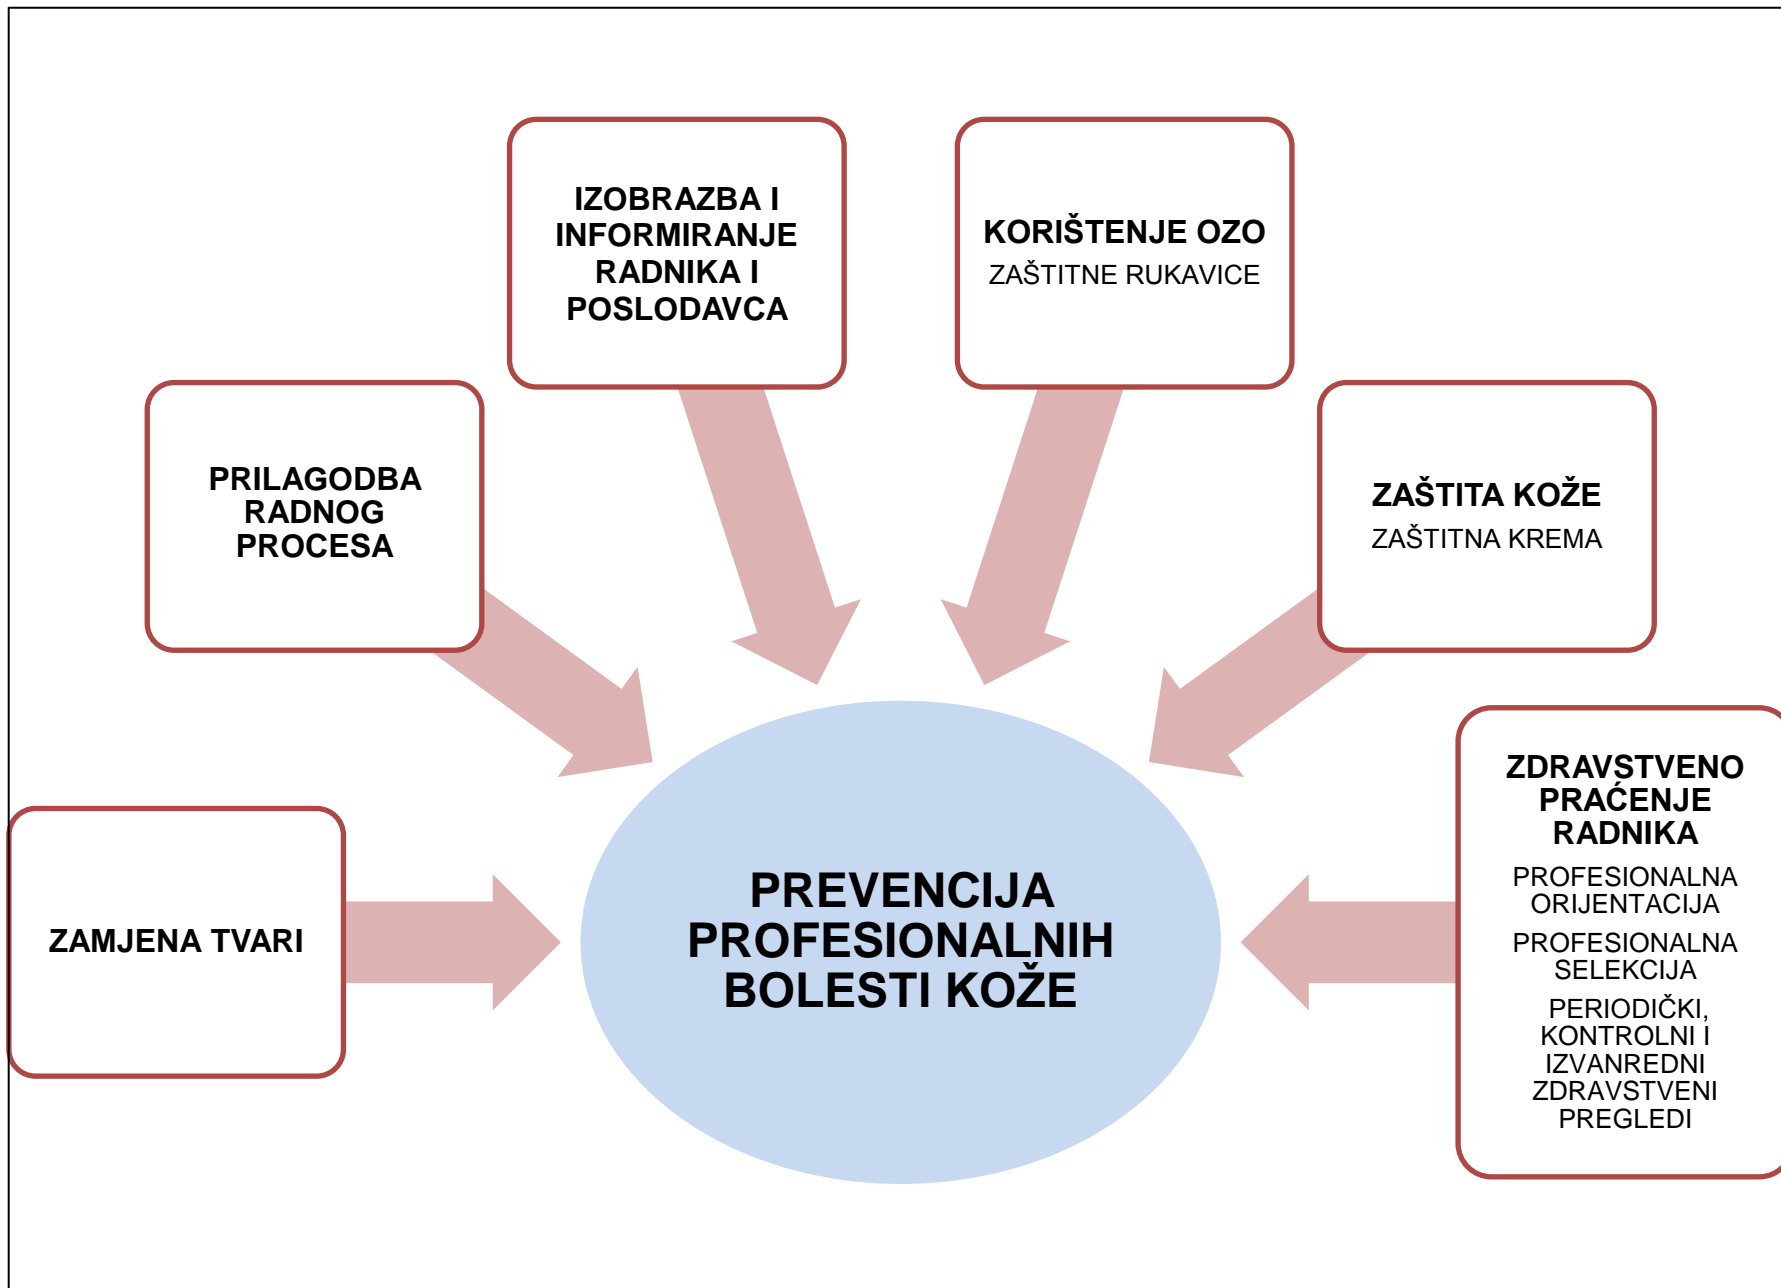 IZOBRAZBA I
INFORMIRANJE
RADNIKA I
POSLODAVCA
KORIŠTENJE OZO
ZAŠTITNE RUKAVICE
PRILAGODBA
RADNOG
PROCESA
ZAŠTITA KOŽE
ZAŠTITNA KREMA
ZAMJENA TVARI
PREVENCIJA
PROFESIONALNIH
BOLESTI KOŽE
ZDRAVSTVENO
PRAĆENJE
RADNIKA
PROFESIONALNA
ORIJENTACIJA
PROFESIONALNA
SELEKCIJA
PERIODIČKI,
KONTROLNI I
IZVANREDNI
ZDRAVSTVENI
PREGLEDI